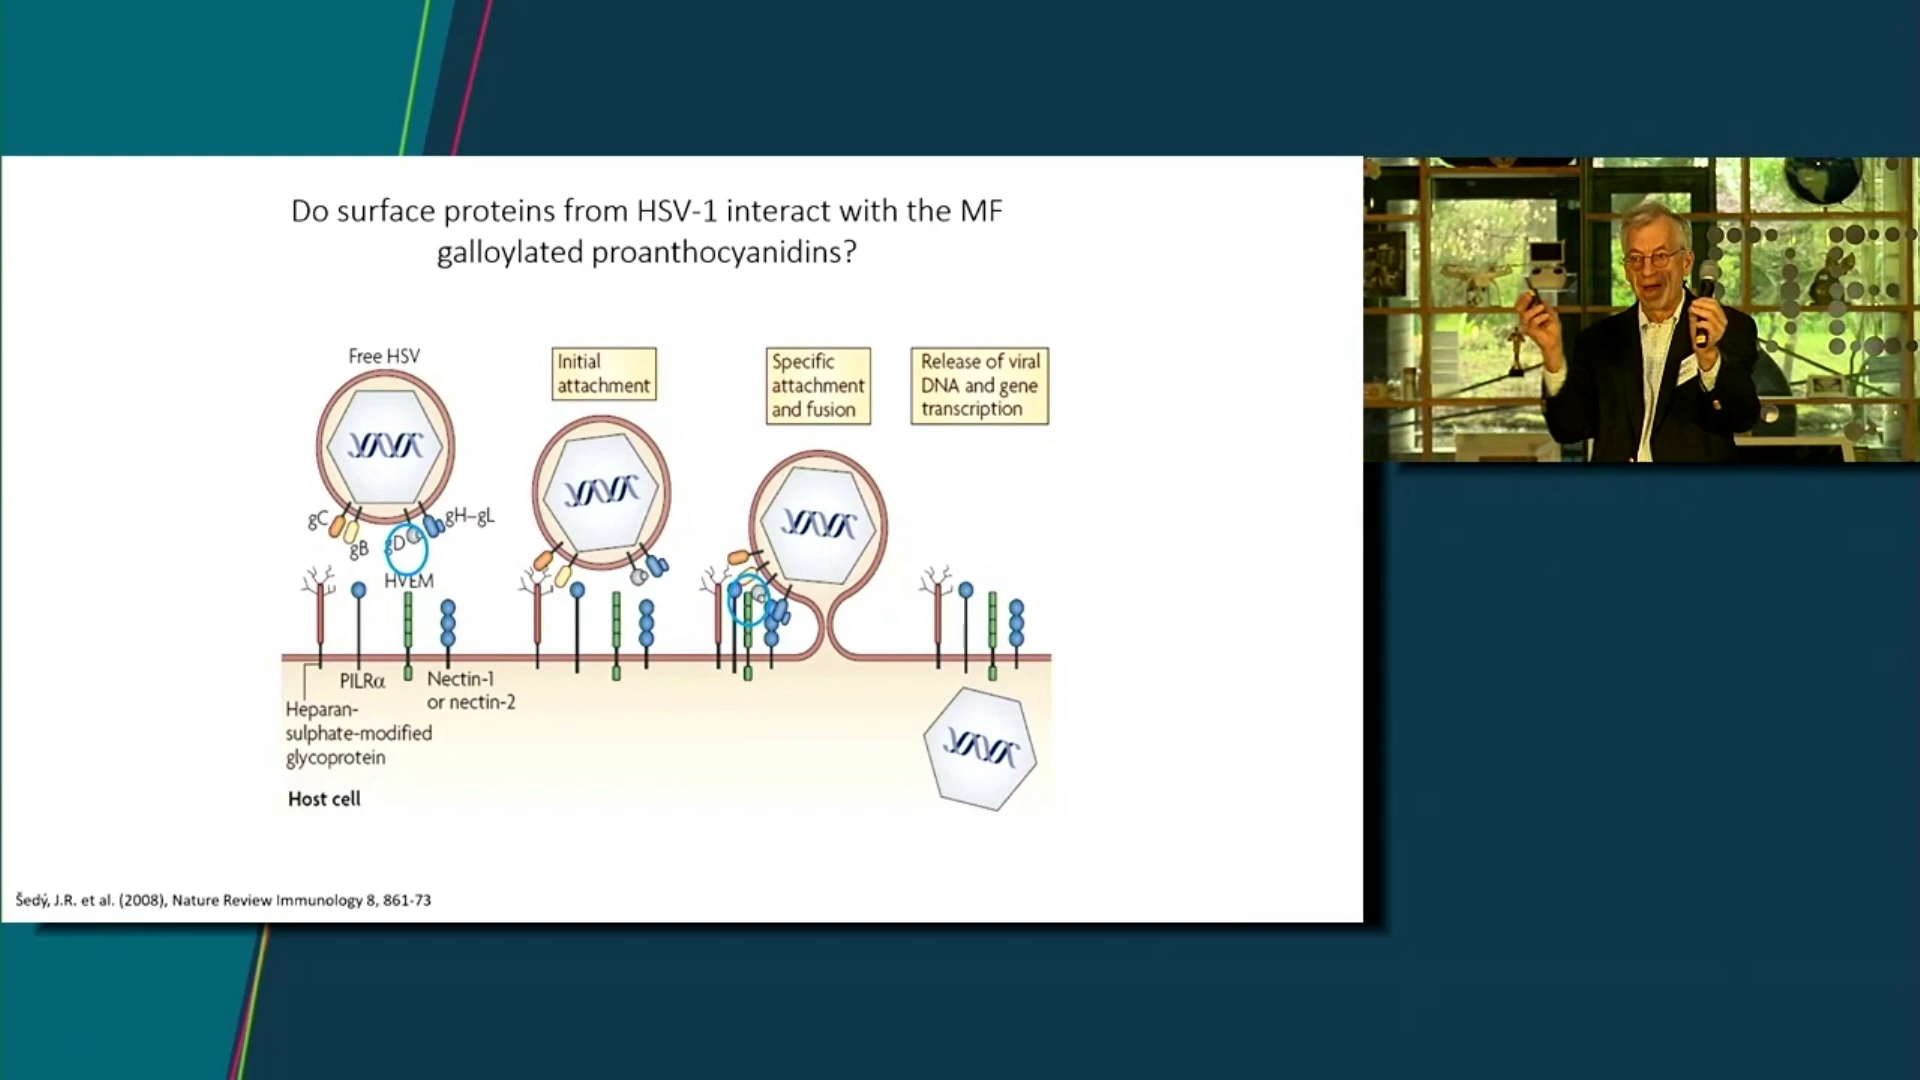 Do surface proteins from HSV-1 interact with the MF
galloylated proanthocyanidins?
Free HSV
Initial
attachment
Specific
attachment
and fusion
Release of viral
DNA and gene
transcription
gC
gB
gD
gH–gL
HVEM
PILRα
Nectin-1
or nectin-2
Heparan-
sulphate-modified
glycoprotein
Host cell
Šedý, J.R. et al. (2008), Nature Review Immunology 8, 861-73